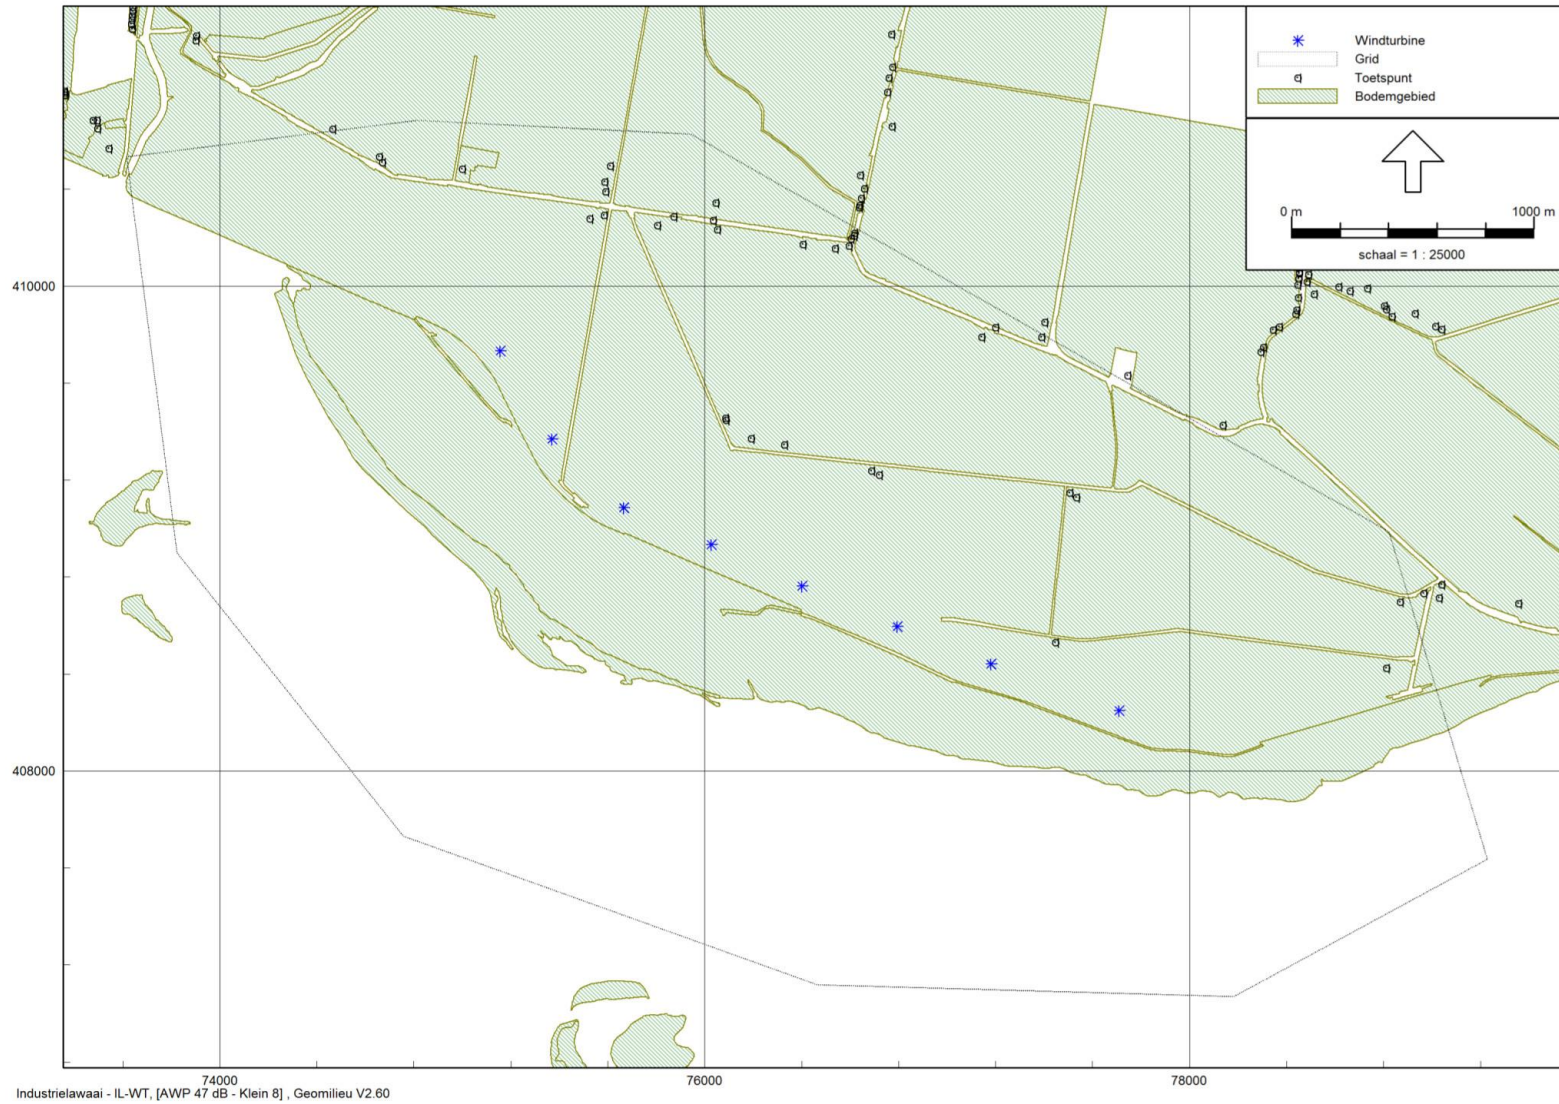 Windturbine
Grid
Toetspunt
Bodemgebied
0 m 1000 m
schaal = 1 : 25000
410000
408000
74000 76000 78000
Industrielawaai - IL-WT, [AWP 47 dB - Klein 8] , Geomilieu V2.60